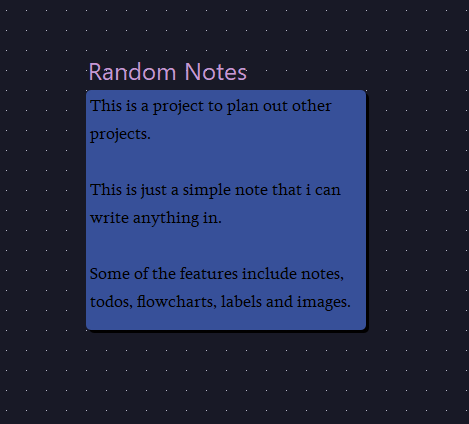 Random Notes
This is a project to plan out other
projects.
This is just a simple note that i can
write anything in.
Some of the features include notes,
todos, flowcharts, labels and images.